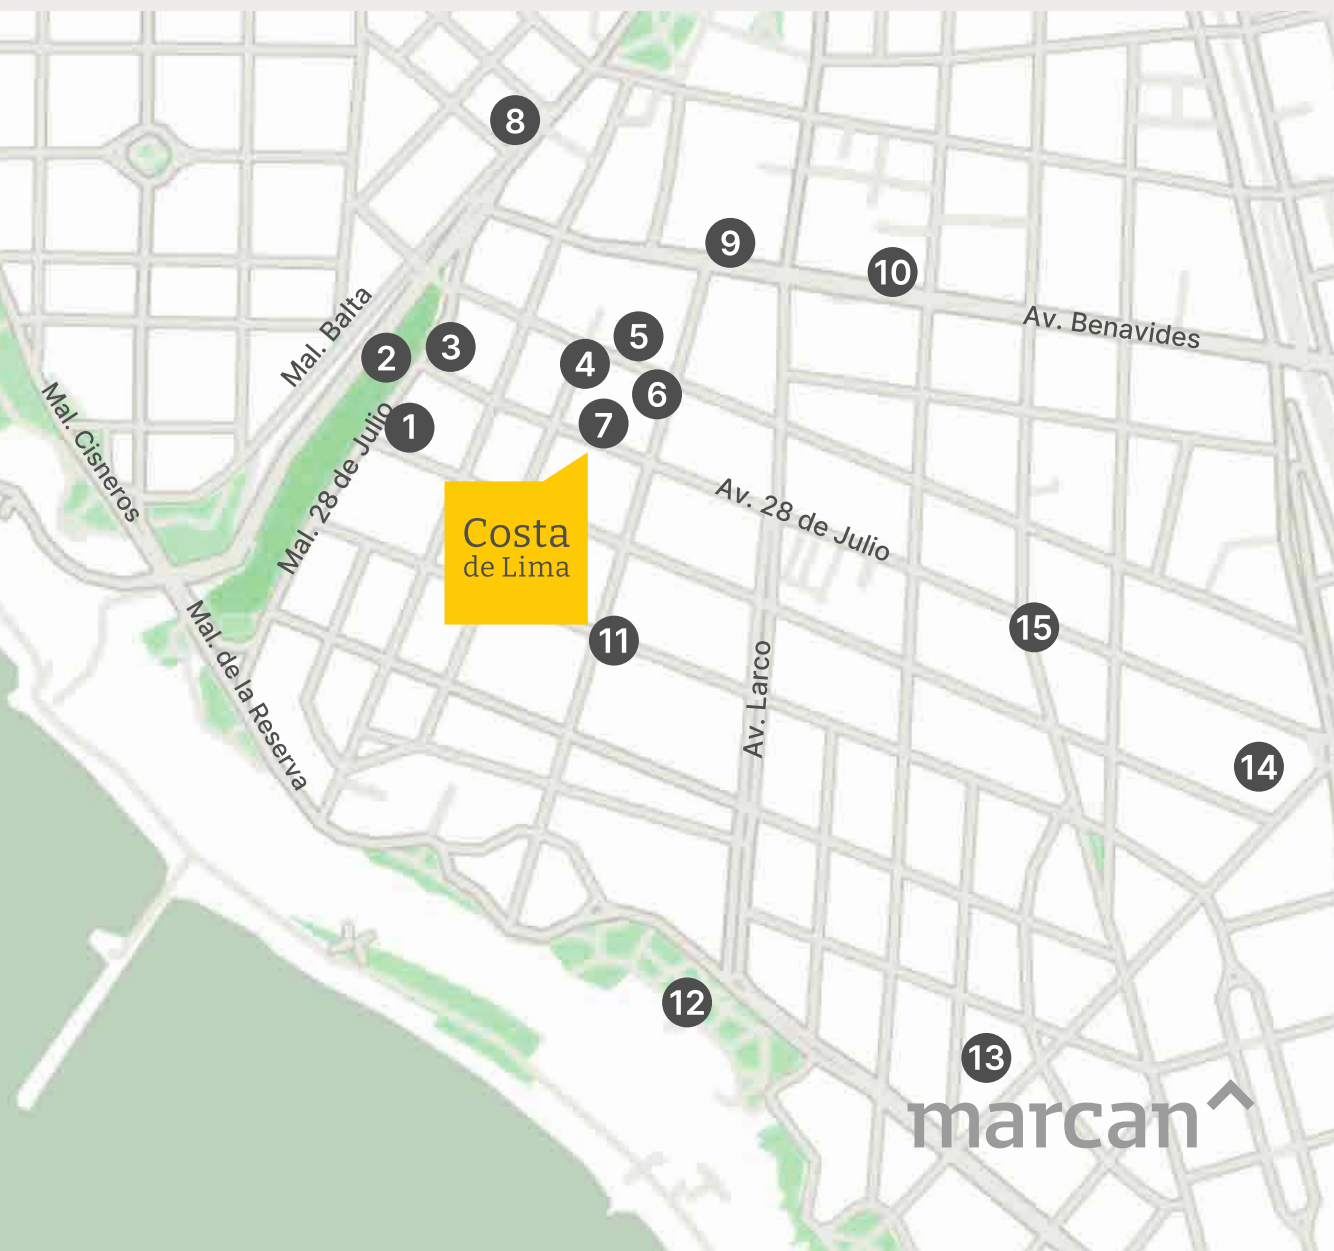 8
9
10
Mal. Balta
Av. Benavides
5
2
3
4
6
Mal. Cisneros
1
7
Mal. 28 de Julio
Av. 28 de Julio
Costa
de Lima
Mal. de la Reserva
11
15
Av. Larco
14
12
13
marcan